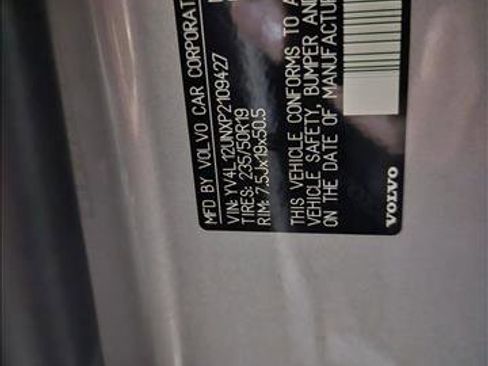 MFD BY VOLVO CAR CORPORAT
VIN: YV4L12UNXP2109427
TIRES: 235/50R19
RIM: 7.5Jx19x50.5
THIS VEHICLE CONFORMS TO A
VEHICLE SAFETY, BUMPER AND
ON THE DATE OF MANUFACTUR
VOLVO